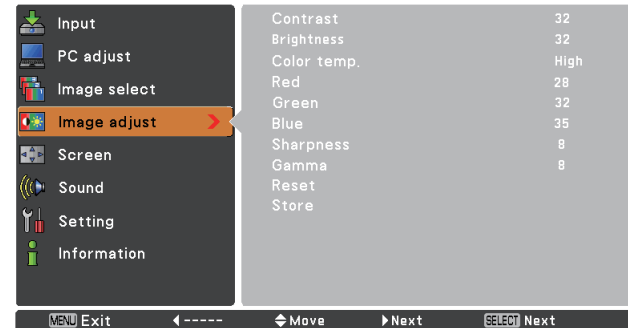 Input
PC adjust
Image select
Image adjust
Screen
Sound
Setting
Information
Contrast 32
Brightness 32
Color temp. High
Red 28
Green 32
Blue 35
Sharpness 8
Gamma 8
Reset
Store
MENU Exit ◀----- Move ▶Next SELECT Next